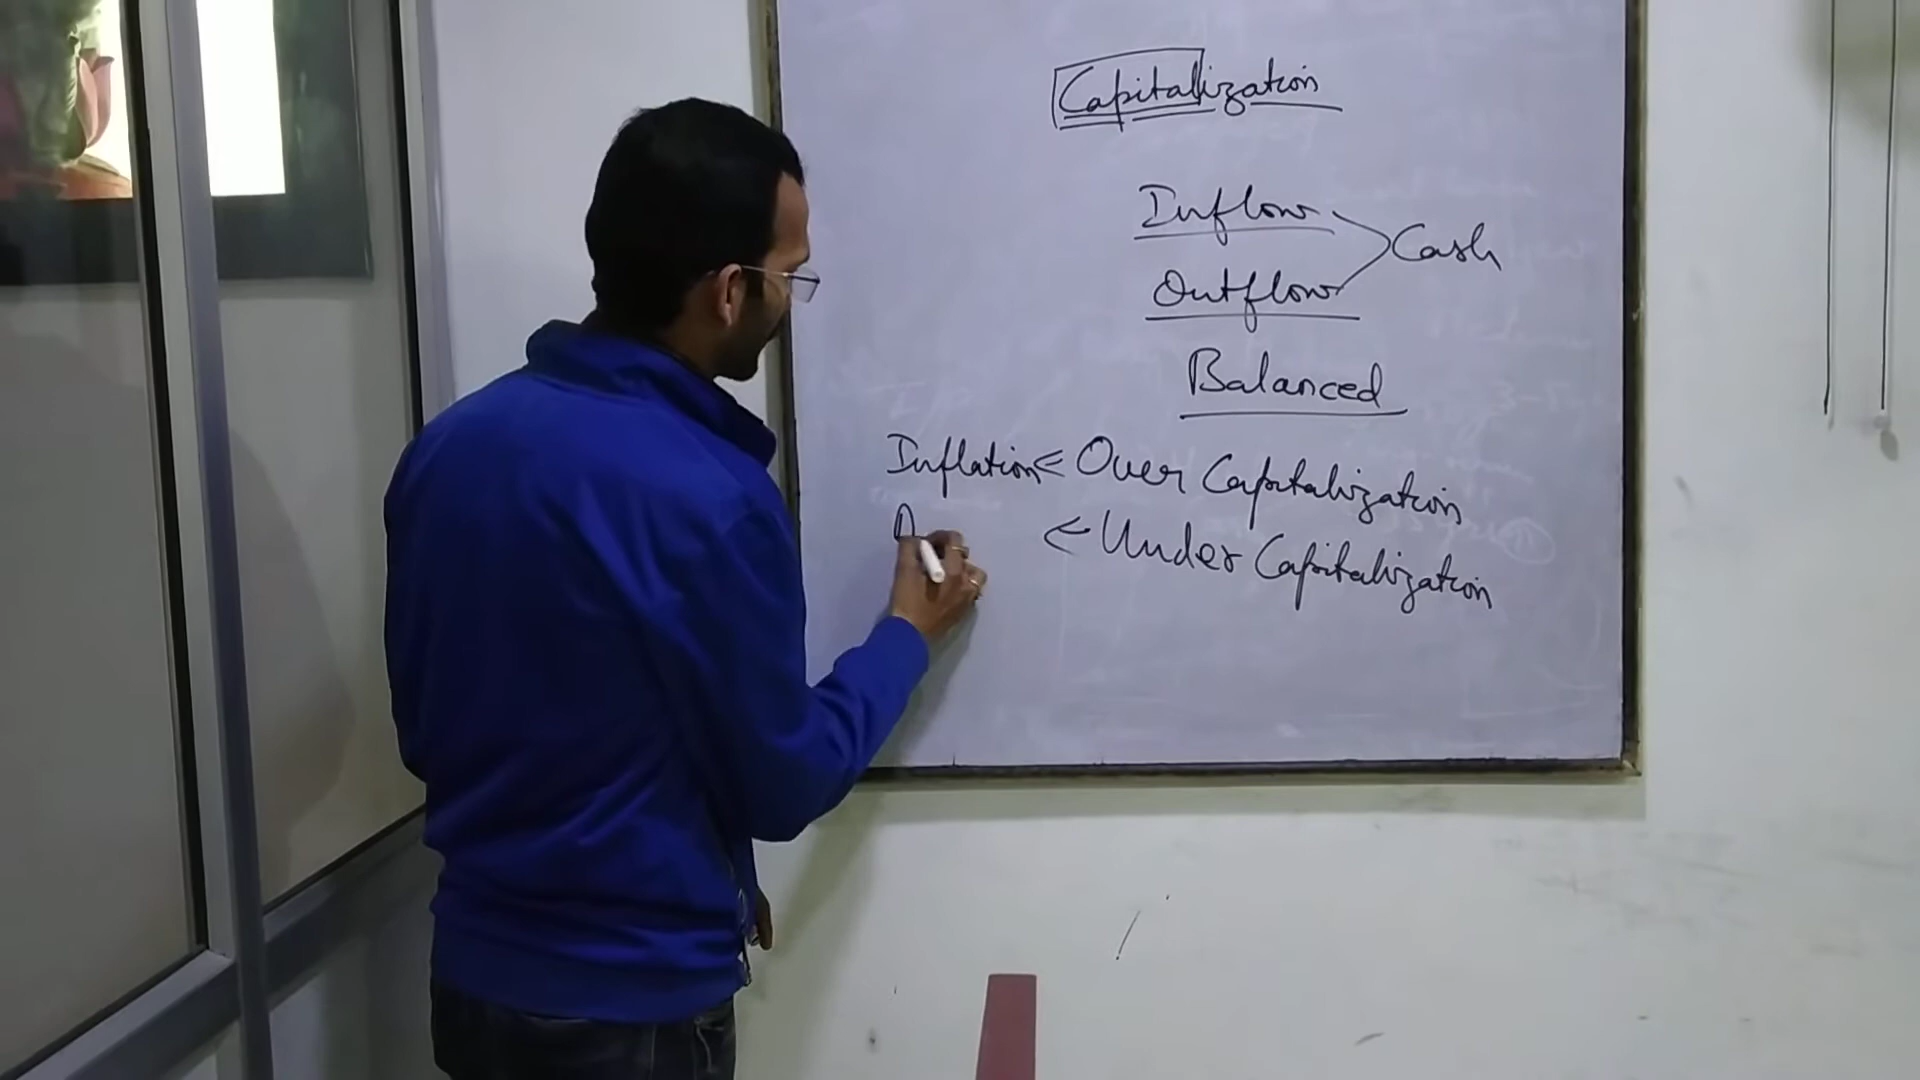 Capitalization
Inflow
Cash
Outflow
Balanced
Inflation < Over Capitalization
D
← Under Capitalization